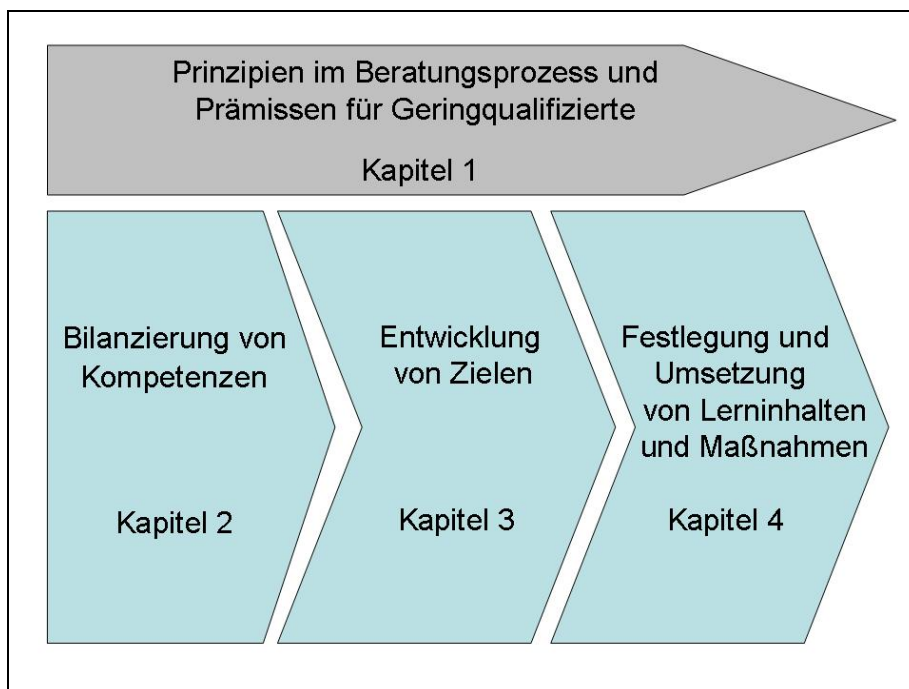 Prinzipien im Beratungsprozess und
Prämissen für Geringqualifizierte
Kapitel 1
Bilanzierung von
Kompetenzen
Kapitel 2
Entwicklung
von Zielen
Kapitel 3
Festlegung und
Umsetzung
von Lerninhalten
und Maßnahmen
Kapitel 4